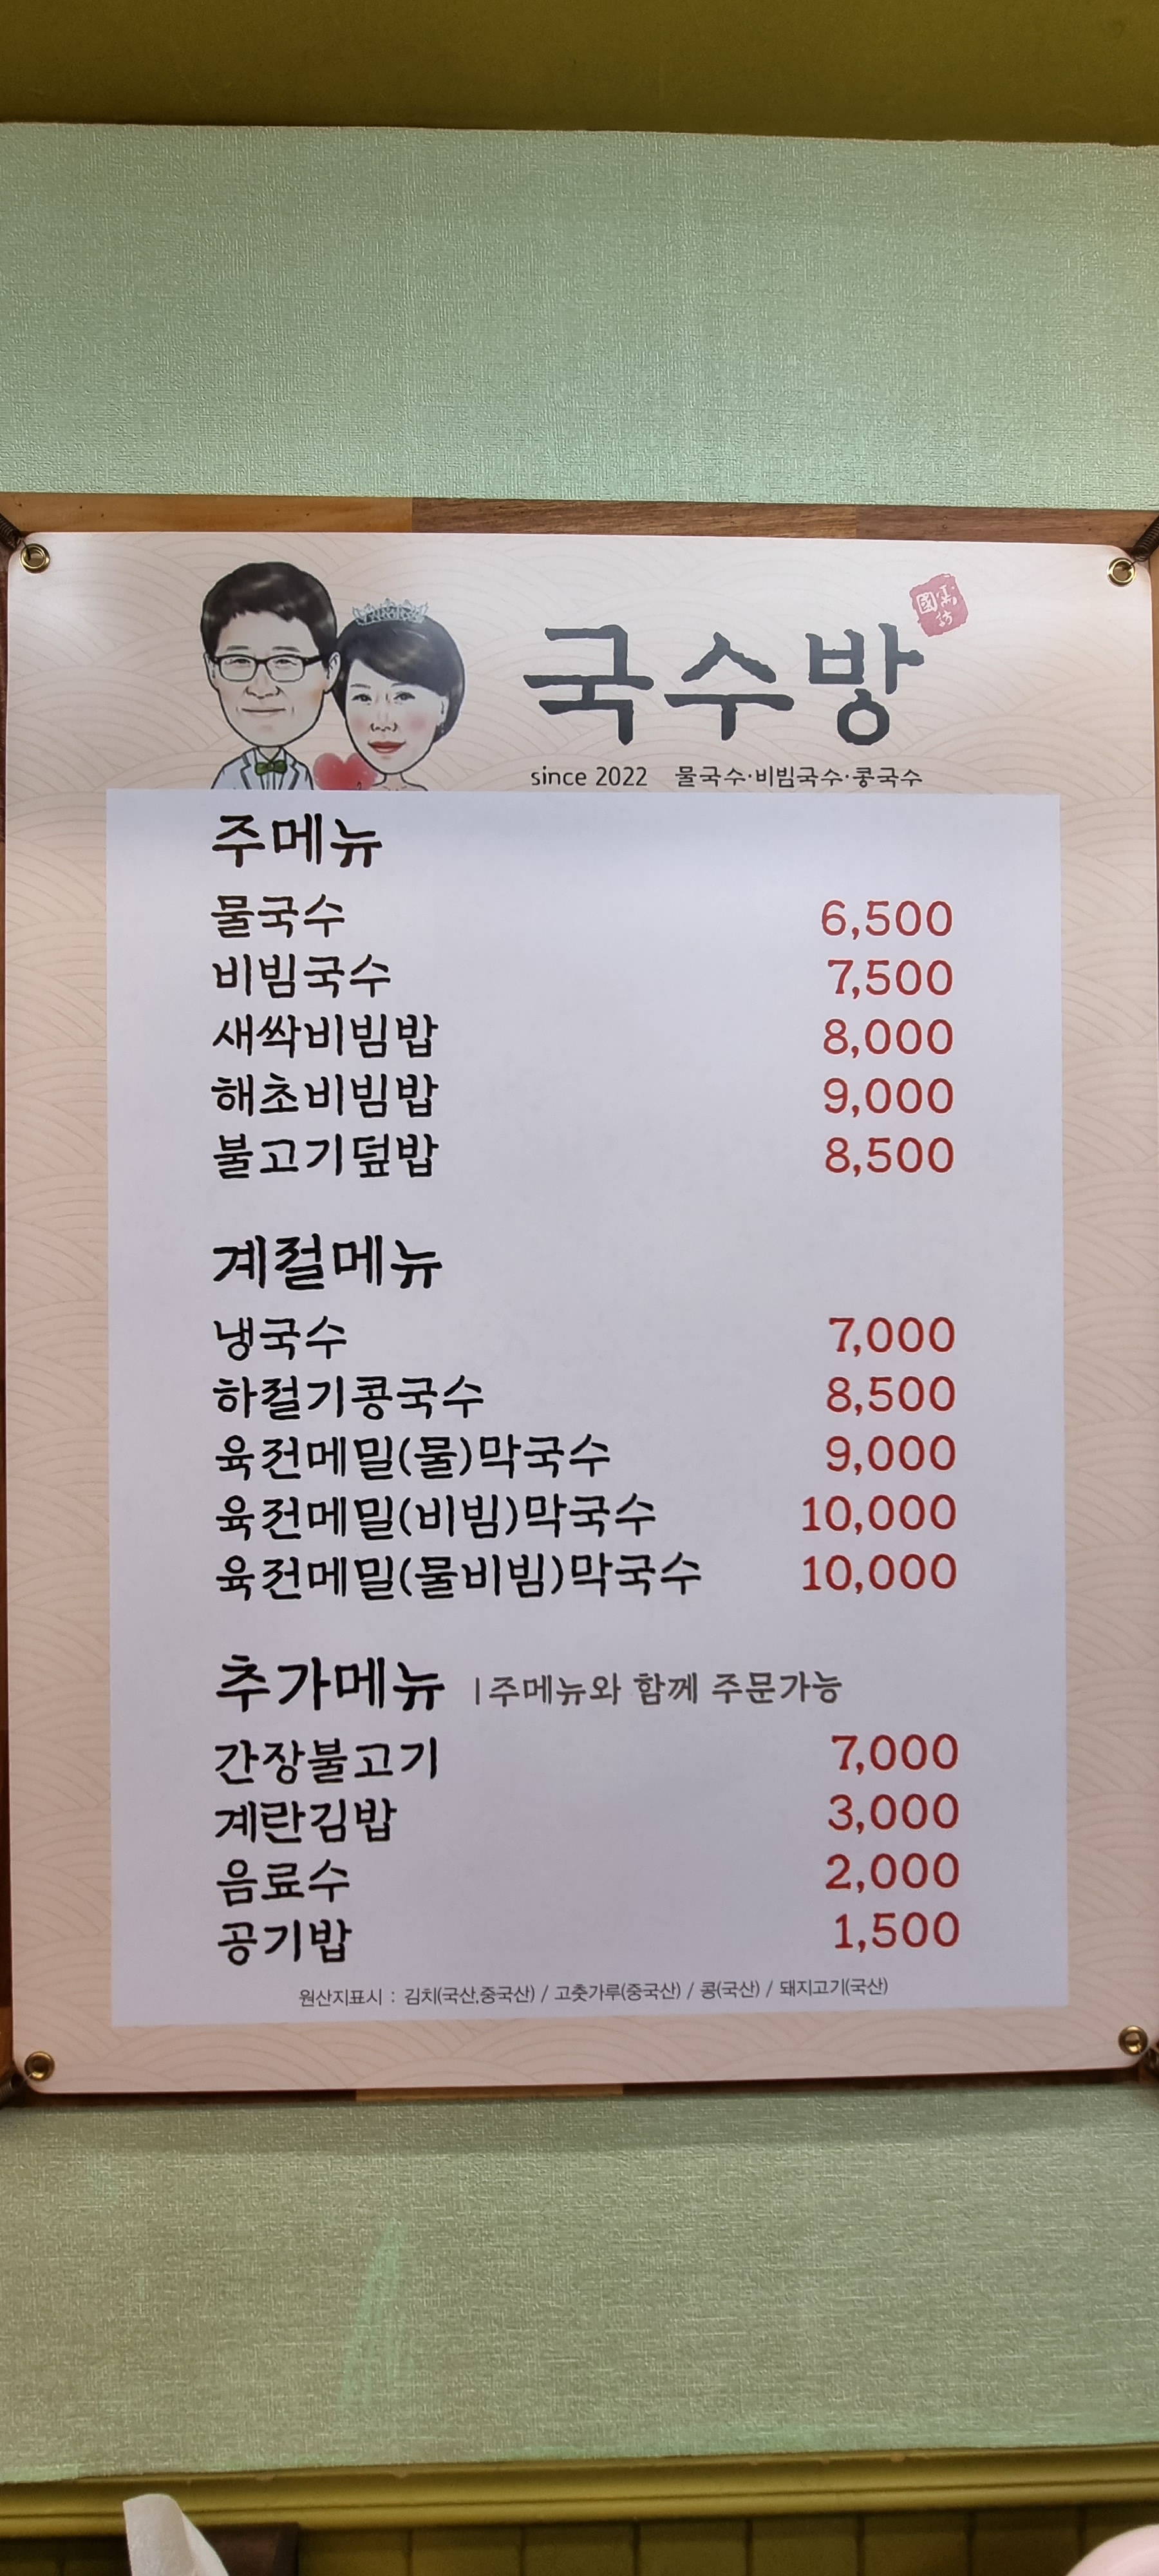 국수방
since 2022 물국수·비빔국수·콩국수
주메뉴
물국수 6,500
비빔국수 7,500
새싹비빔밥 8,000
해초비빔밥 9,000
불고기덮밥 8,500
계절메뉴
냉국수 7,000
하절기콩국수 8,500
육전메밀(물)막국수 9,000
육전메밀(비빔)막국수 10,000
육전메밀(물비빔)막국수 10,000
추가메뉴 |주메뉴와 함께 주문가능
간장불고기 7,000
계란김밥 3,000
음료수 2,000
공기밥 1,500
원산지표시 : 김치(국산,중국산) / 고춧가루(중국산) / 콩(국산) / 돼지고기(국산)